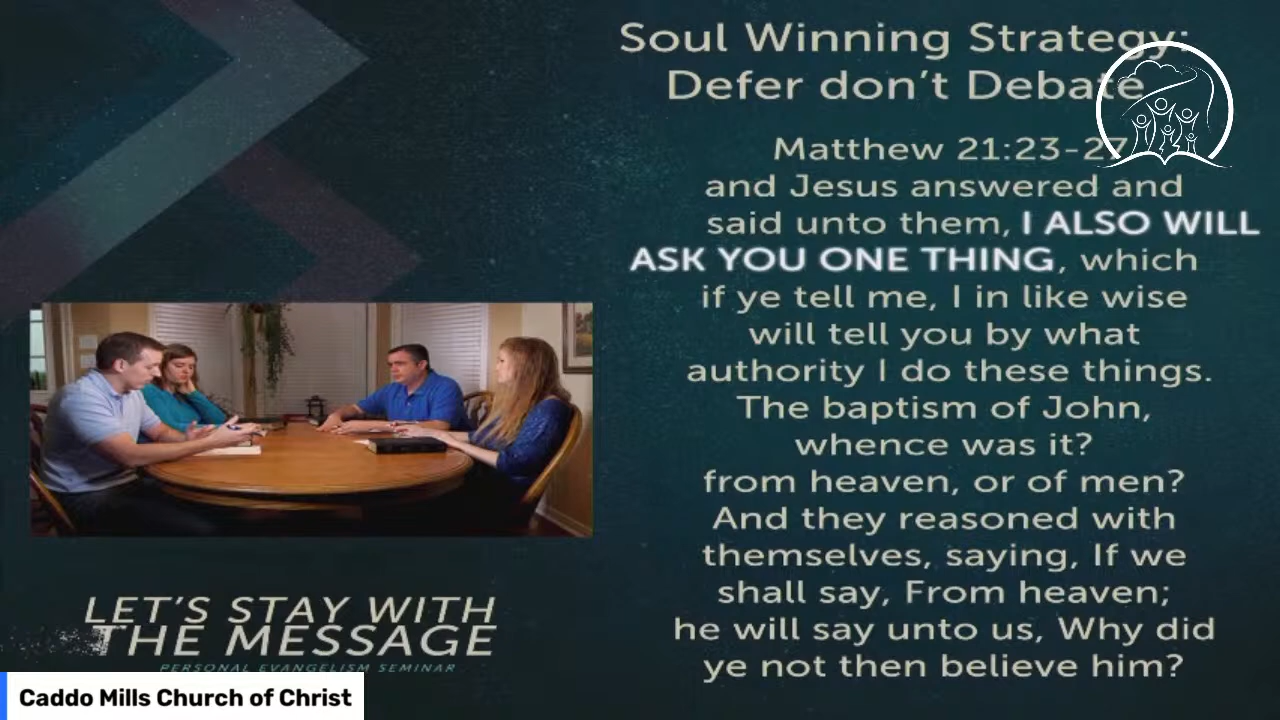 Soul Winning Strategy:
Defer don't Debate
Matthew 21:23-27
and Jesus answered and
said unto them, I ALSO WILL
ASK YOU ONE THING, which
if ye tell me, I in like wise
will tell you by what
authority I do these things.
The baptism of John,
whence was it?
from heaven, or of men?
And they reasoned with
themselves, saying, If we
shall say, From heaven;
he will say unto us, Why did
ye not then believe him?
LET'S STAY WITH
THE MESSAGE
PERSONAL EVANGELISM SEMINAR
Caddo Mills Church of Christ